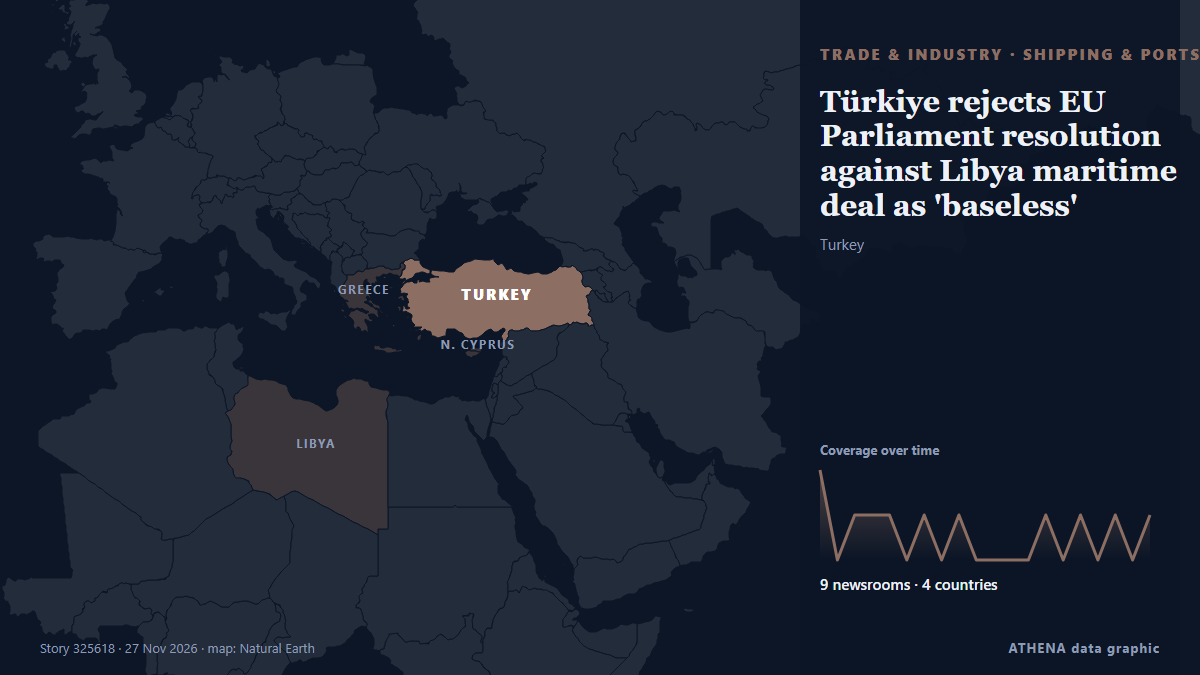 TRADE & INDUSTRY · SHIPPING & PORTS
Türkiye rejects EU
Parliament resolution
against Libya maritime
deal as 'baseless'
Turkey
GREECE
TURKEY
N. CYPRUS
LIBYA
Coverage over time
9 newsrooms · 4 countries
Story 325618 · 27 Nov 2026 · map: Natural Earth
ATHENA data graphic